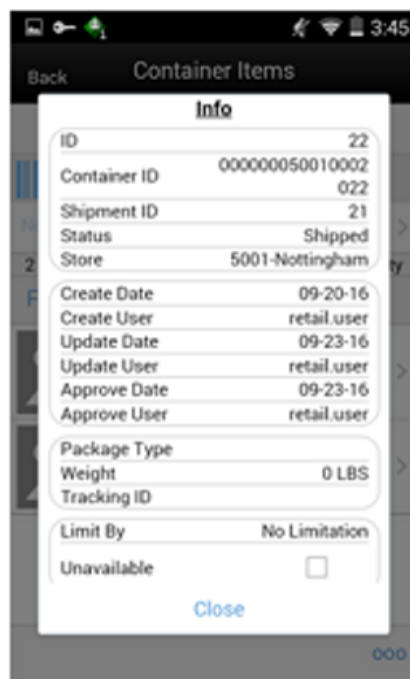 3:45
Back
Container Items
Info
ID 22
Container ID 000000050010002
022
Shipment ID 21
Status Shipped
Store 5001-Nottingham
2
ty
F
Create Date 09-20-16
Create User retail.user
Update Date 09-23-16
Update User retail.user
Approve Date 09-23-16
Approve User retail.user
Package Type
Weight 0 LBS
Tracking ID
Limit By No Limitation
Unavailable
Close